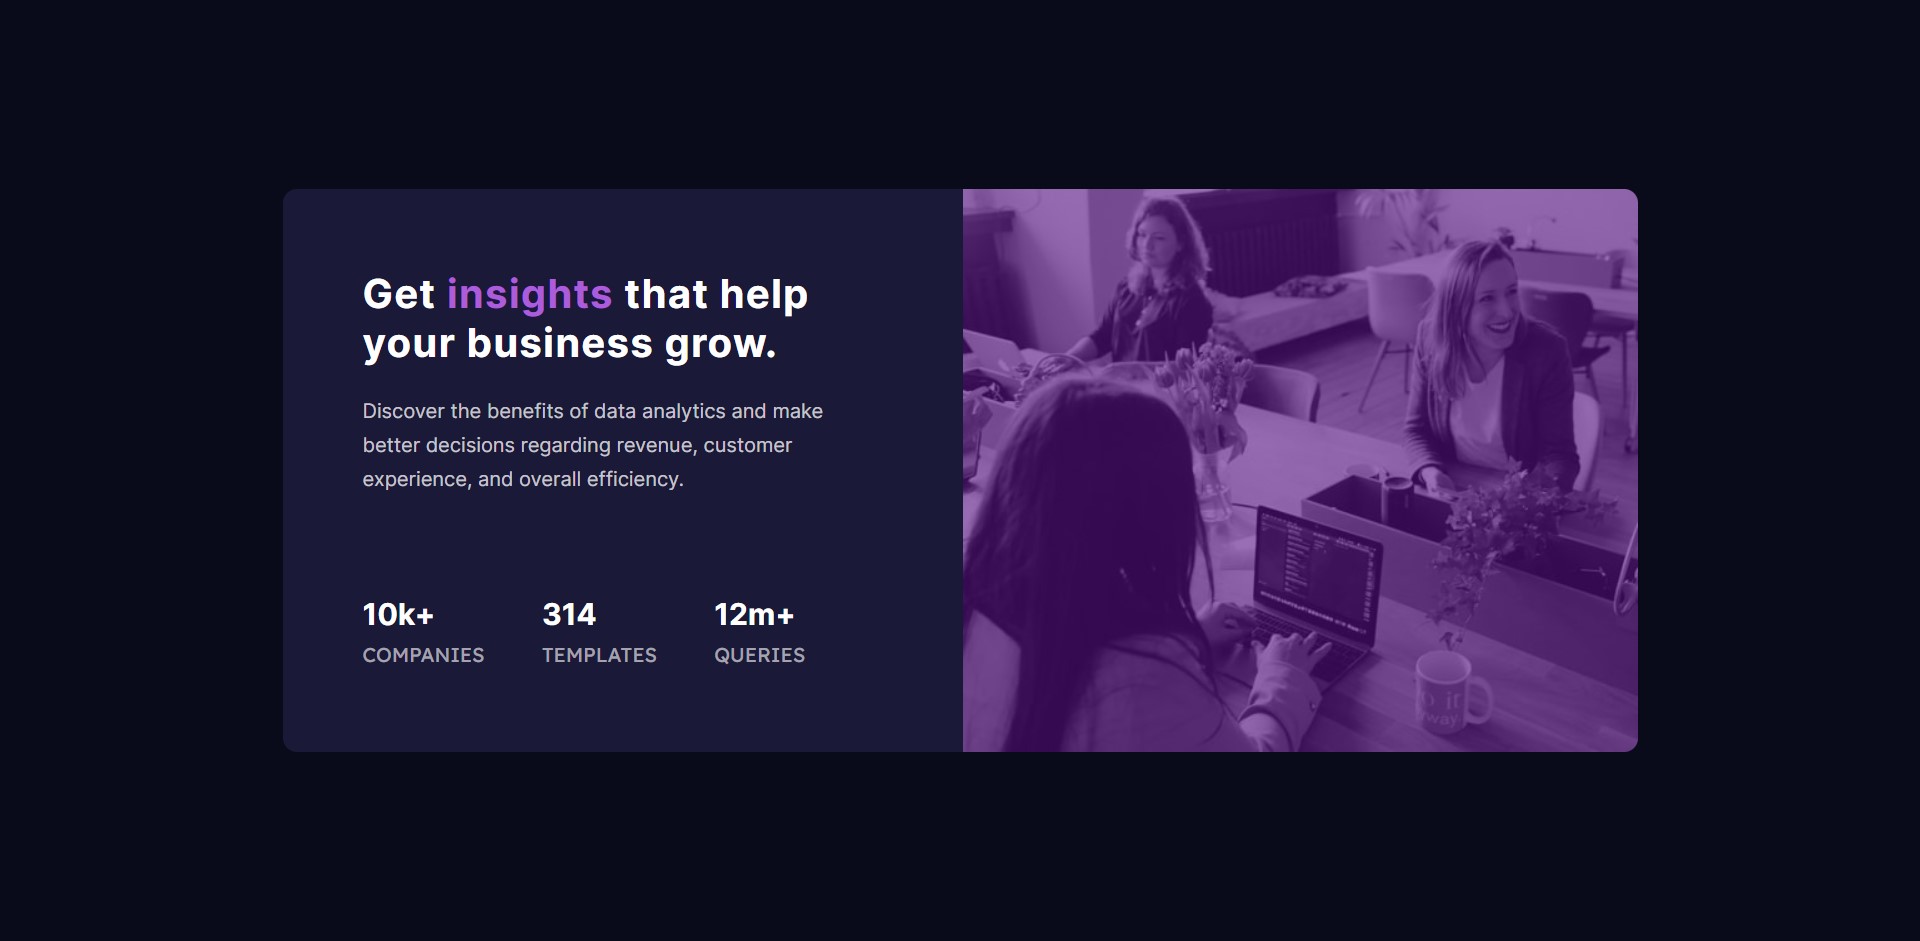 Get insights that help
your business grow.
Discover the benefits of data analytics and make
better decisions regarding revenue, customer
experience, and overall efficiency.
10k+
COMPANIES
314
TEMPLATES
12m+
QUERIES
if